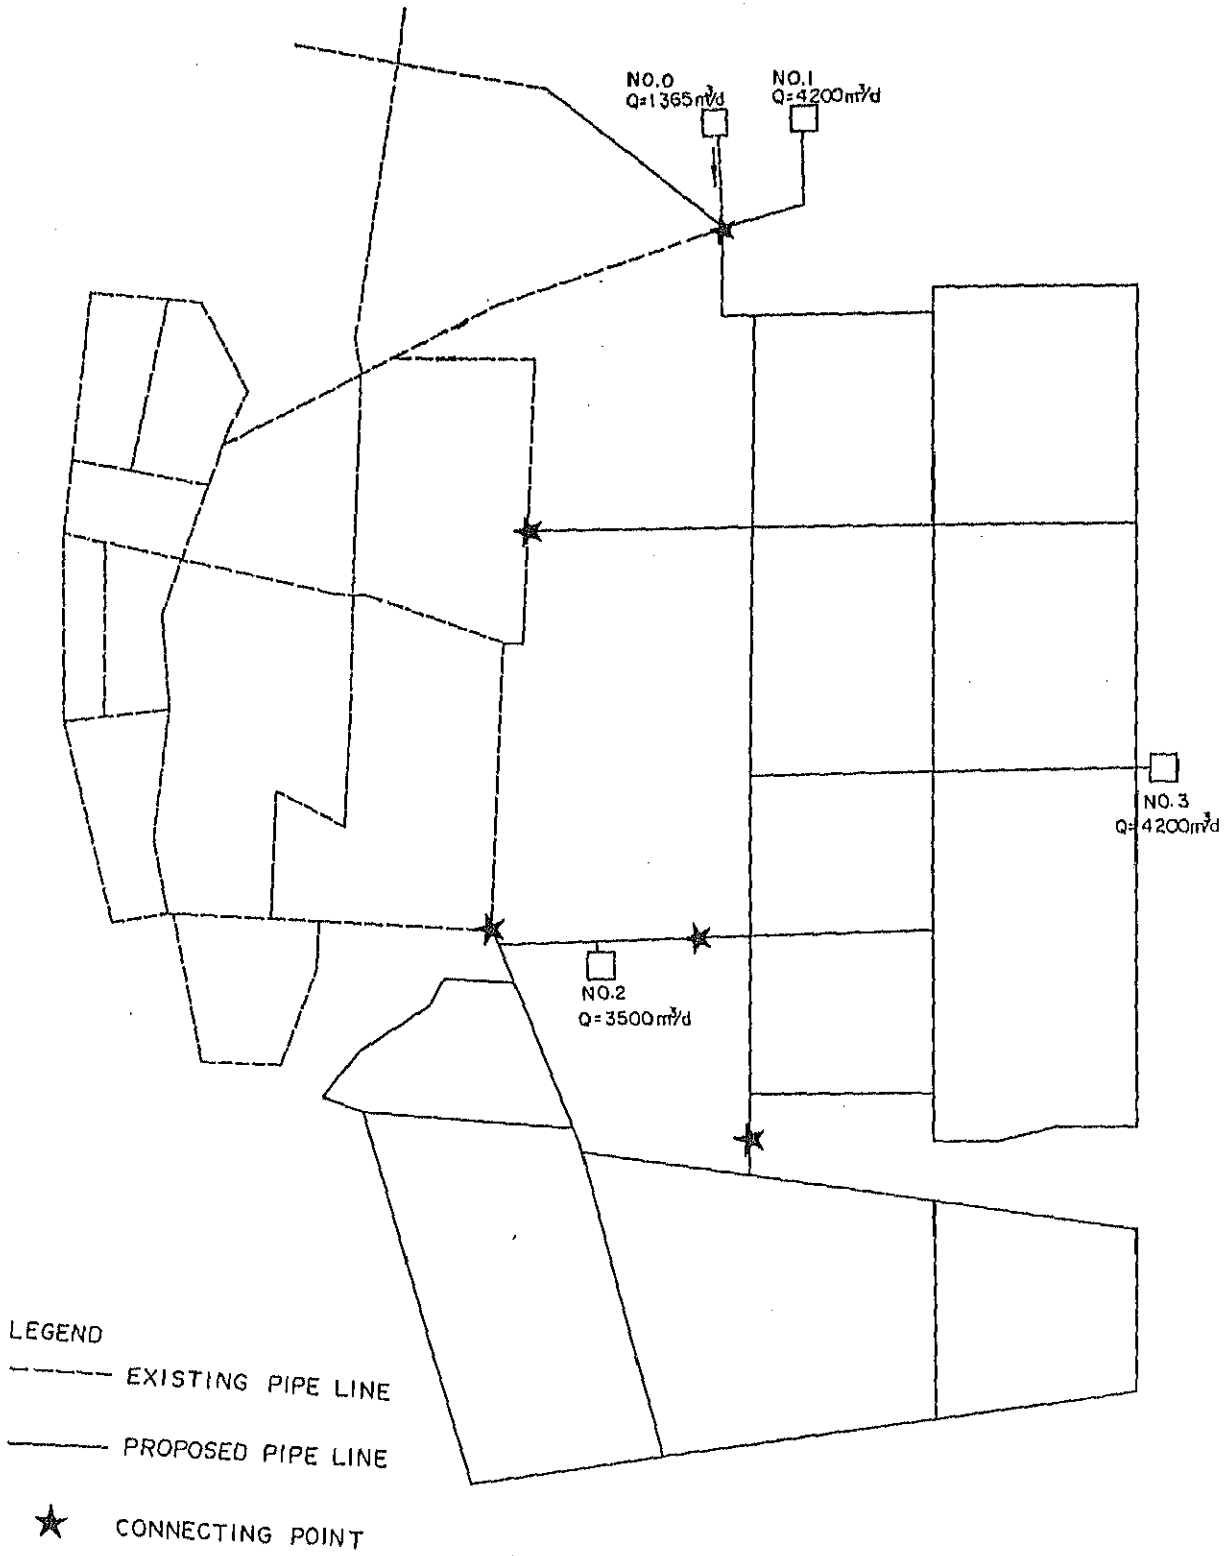 NO.0
Q=1365m³/d
NO.1
Q=4200m³/d
NO.3
Q=4200m³/d
NO.2
Q=3500m³/d
LEGEND
EXISTING PIPE LINE
PROPOSED PIPE LINE
CONNECTING POINT